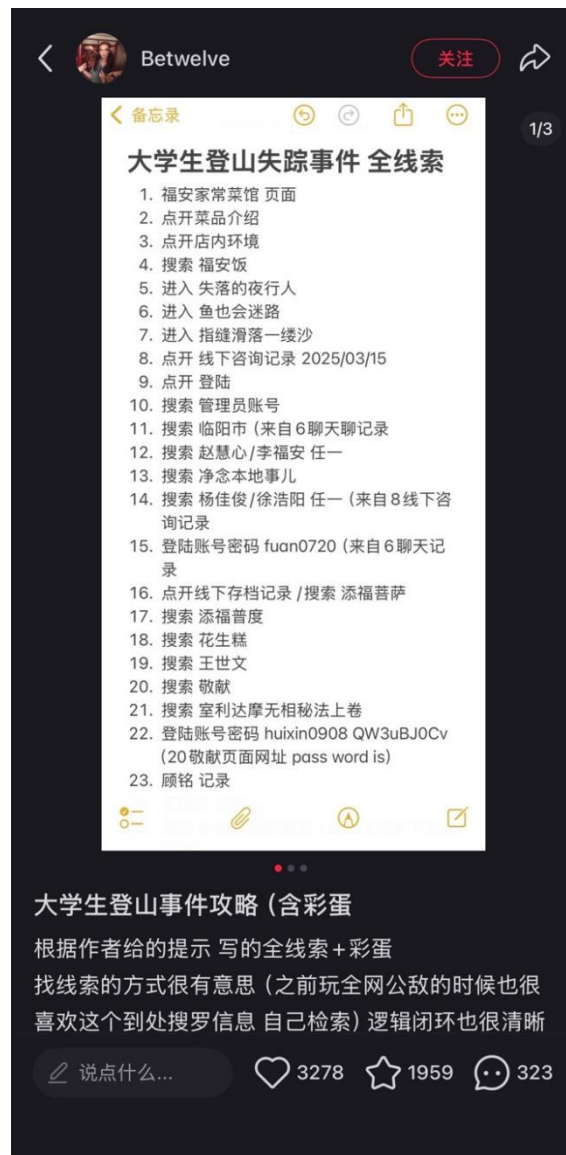 Betwelve
关注
1/3
备忘录
大学生登山失踪事件 全线索
1. 福安家常菜馆 页面
2. 点开菜品介绍
3. 点开店内环境
4. 搜索 福安饭
5. 进入 失落的夜行人
6. 进入 鱼也会迷路
7. 进入 指缝滑落一缕沙
8. 点开 线下咨询记录 2025/03/15
9. 点开 登陆
10. 搜索 管理员账号
11. 搜索 临阳市（来自6聊天聊记录
12. 搜索 赵慧心/李福安 任一
13. 搜索 净念本地事儿
14. 搜索 杨佳俊/徐浩阳 任一（来自8线下咨
询记录
15. 登陆账号密码 fuan0720（来自6聊天记
录
16. 点开线下存档记录 /搜索 添福菩萨
17. 搜索 添福普度
18. 搜索 花生糕
19. 搜索 王世文
20. 搜索 敬献
21. 搜索 室利达摩无相秘法上卷
22. 登陆账号密码 huixin0908 QW3uBJ0Cv
（20敬献页面网址 pass word is)
23. 顾铭 记录
大学生登山事件攻略（含彩蛋
根据作者给的提示 写的全线索+彩蛋
找线索的方式很有意思（之前玩全网公敌的时候也很
喜欢这个到处搜罗信息 自己检索）逻辑闭环也很清晰
说点什么...
3278
1959
323